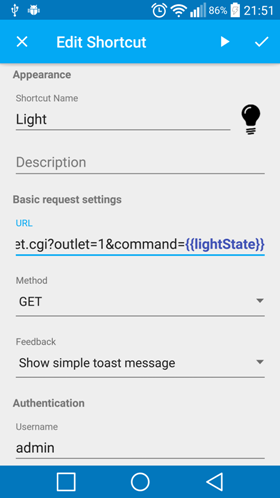 86% 21:51
Edit Shortcut
Appearance
Shortcut Name
Light
Description
Basic request settings
URL
et.cgi?outlet=1&command={{lightState}}
Method
GET
Feedback
Show simple toast message
Authentication
Username
admin